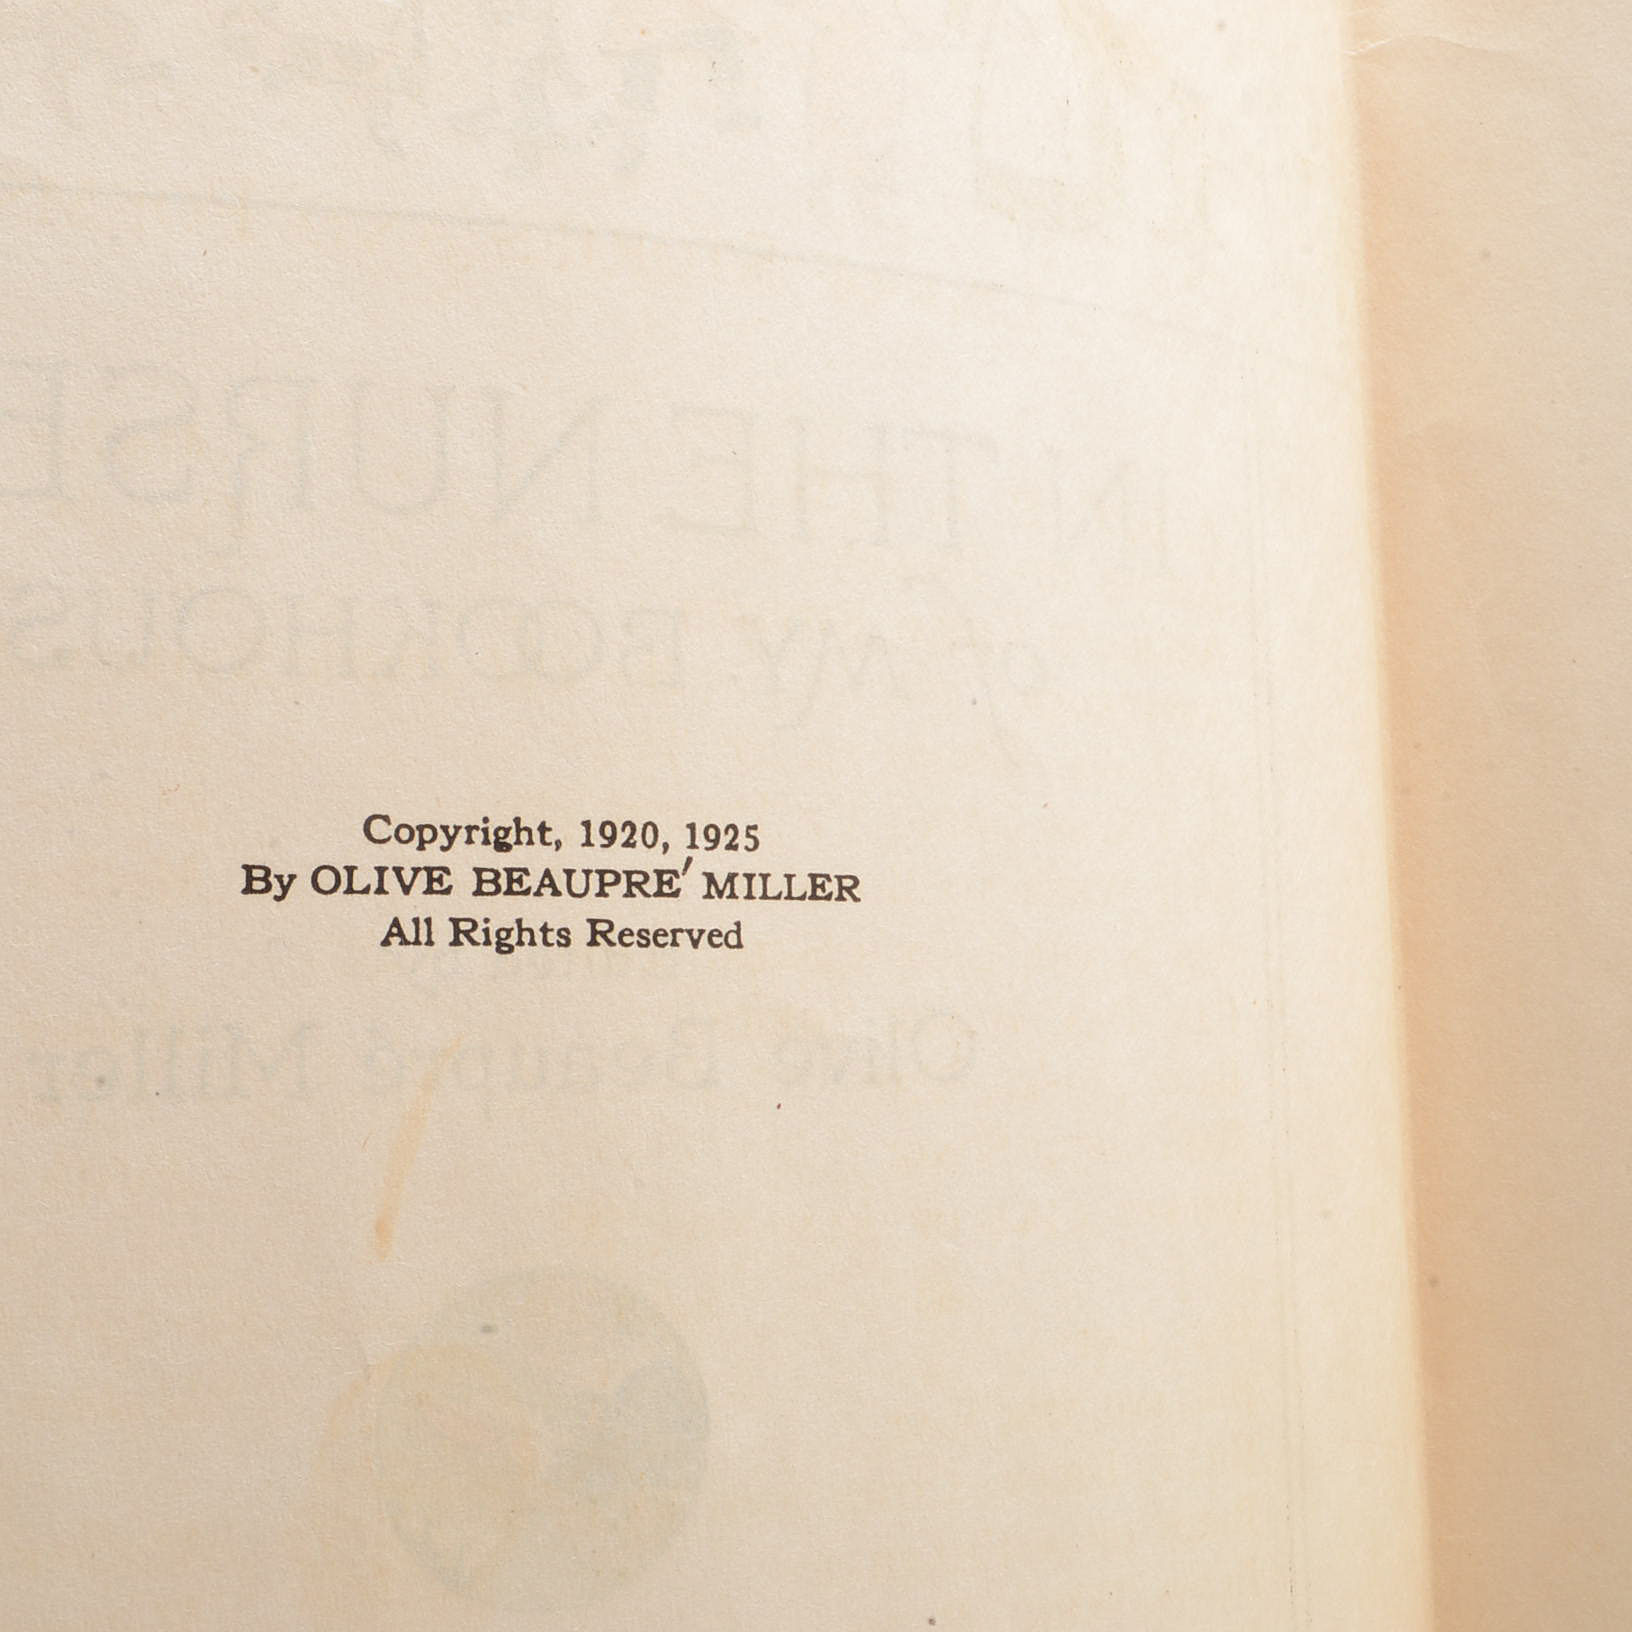 Copyright, 1920, 1925
By OLIVE BEAUPRE' MILLER
All Rights Reserved